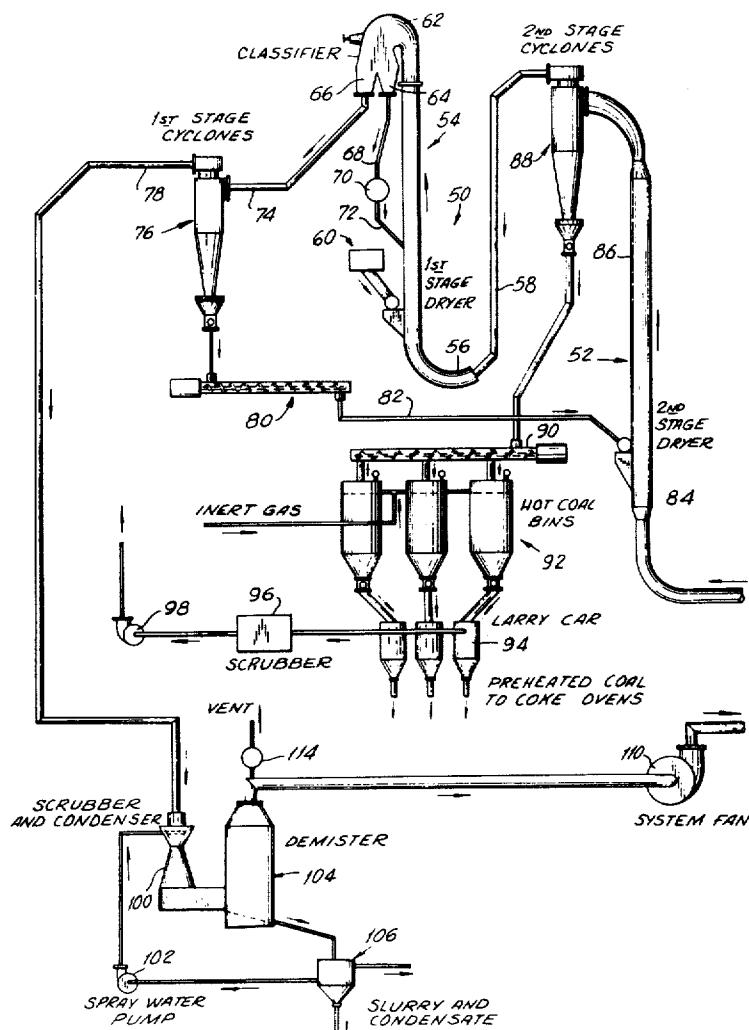 62
CLASSIFIER
2ND STAGE
CYCLONES
66
64
1ST STAGE
CYCLONES
54
88
68
78
70
74
50
76
72
60
58
86
1ST
STAGE
DRYER
56
52
80
82
2ND
STAGE
DRYER
90
84
INERT GAS
HOT COAL
BINS
92
96
98
LARRY CAR
94
SCRUBBER
PREHEATED COAL
TO COKE OVENS
VENT
114
110
SCRUBBER
AND CONDENSER
SYSTEM FAN
DEMISTER
100
104
106
102
SPRAY WATER
PUMP
SLURRY AND
CONDENSATE